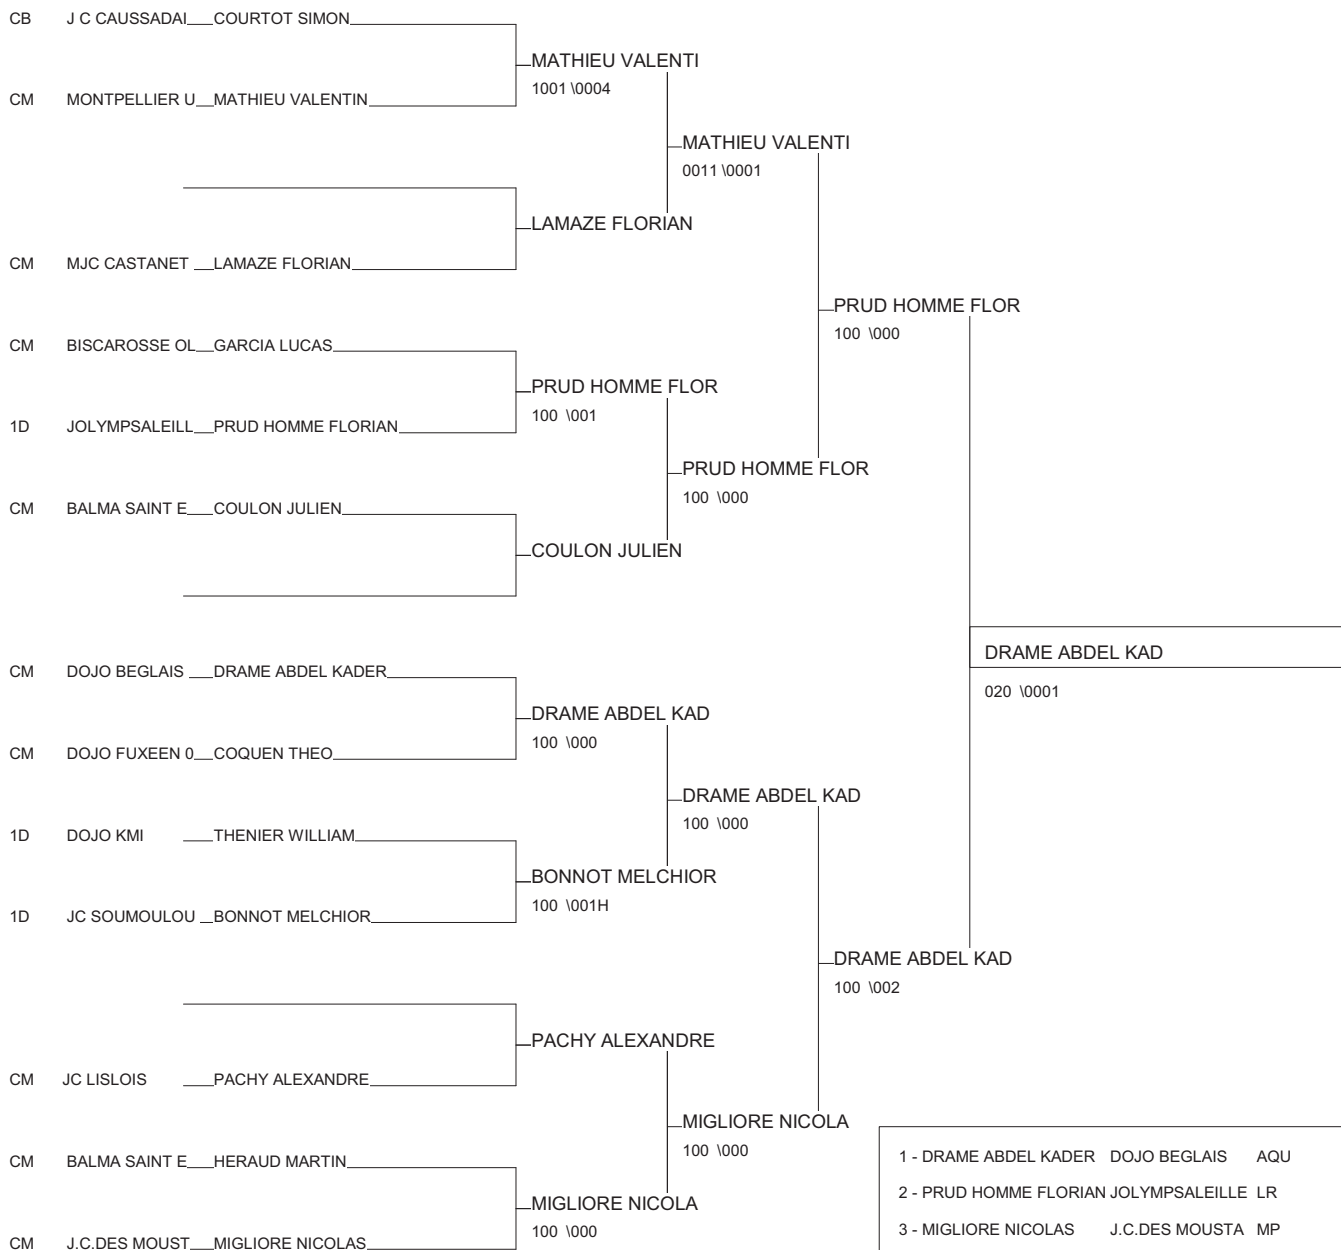 CB J C CAUSSADAI COURTOT SIMON
MATHIEU VALENTI
1001 \0004
CM MONTPELLIER U MATHIEU VALENTIN
MATHIEU VALENTI
0011 \0001
LAMAZE FLORIAN
CM MJC CASTANET LAMAZE FLORIAN
PRUD HOMME FLOR
100 \000
CM BISCAROSSE OL GARCIA LUCAS
PRUD HOMME FLOR
100 \001
1D JOLYMPSALEILL PRUD HOMME FLORIAN
PRUD HOMME FLOR
100 \000
CM BALMA SAINT E COULON JULIEN
COULON JULIEN
DRAME ABDEL KAD
020 \0001
CM DOJO BEGLAIS DRAME ABDEL KADER
DRAME ABDEL KAD
100 \000
CM DOJO FUXEEN 0 COQUEN THEO
DRAME ABDEL KAD
100 \000
1D DOJO KMI THENIER WILLIAM
BONNOT MELCHIOR
100 \001H
1D JC SOUMOULOU BONNOT MELCHIOR
DRAME ABDEL KAD
100 \002
PACHY ALEXANDRE
CM JC LISLOIS PACHY ALEXANDRE
MIGLIORE NICOLA
100 \000
CM BALMA SAINT E HERAUD MARTIN
MIGLIORE NICOLA
100 \000
CM J.C.DES MOUST MIGLIORE NICOLAS
1 - DRAME ABDEL KADER DOJO BEGLAIS AQU
2 - PRUD HOMME FLORIAN JOLYMPSALEILLE LR
3 - MIGLIORE NICOLAS J.C.DES MOUSTA MP